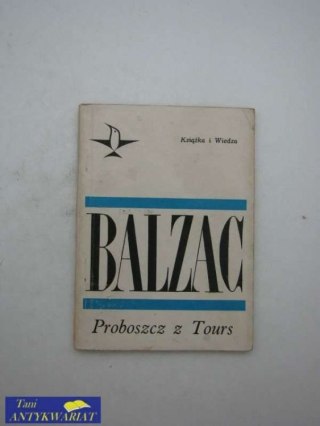 Książka i Wiedza
BALZAC
Proboszcz z Tours
Tani
ANTYKWARIAT